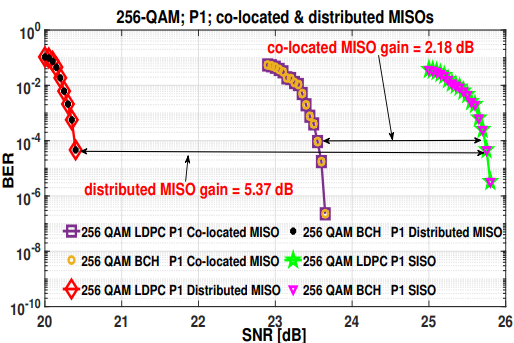 256-QAM; P1; co-located & distributed MISOs
co-located MISO gain = 2.18 dB
distributed MISO gain = 5.37 dB
BER
10^0
10^-2
10^-4
10^-6
10^-8
10^-10
256 QAM LDPC P1 Co-located MISO
256 QAM BCH P1 Distributed MISO
256 QAM BCH P1 Co-located MISO
256 QAM LDPC P1 SISO
256 QAM LDPC P1 Distributed MISO
256 QAM BCH P1 SISO
20 21 22 23 24 25 26
SNR [dB]